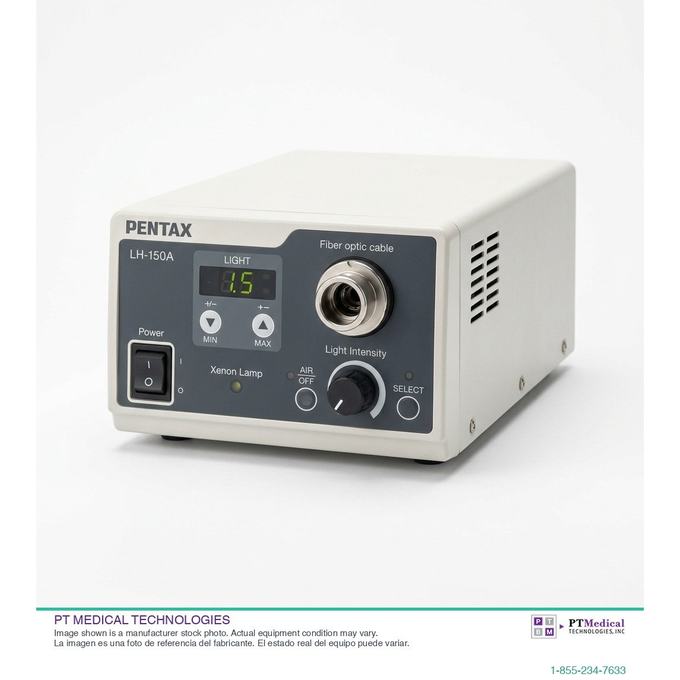 PENTAX
LH-150A
LIGHT
1.5
+/-
+-
MIN
MAX
Fiber optic cable
Power
I
O
I
O
Xenon Lamp
AIR
OFF
Light Intensity
SELECT
PT MEDICAL TECHNOLOGIES
Image shown is a manufacturer stock photo. Actual equipment condition may vary.
La imagen es una foto de referencia del fabricante. El estado real del equipo puede variar.
PT
BM
PTMedical
TECHNOLOGIES, INC
1-855-234-7633